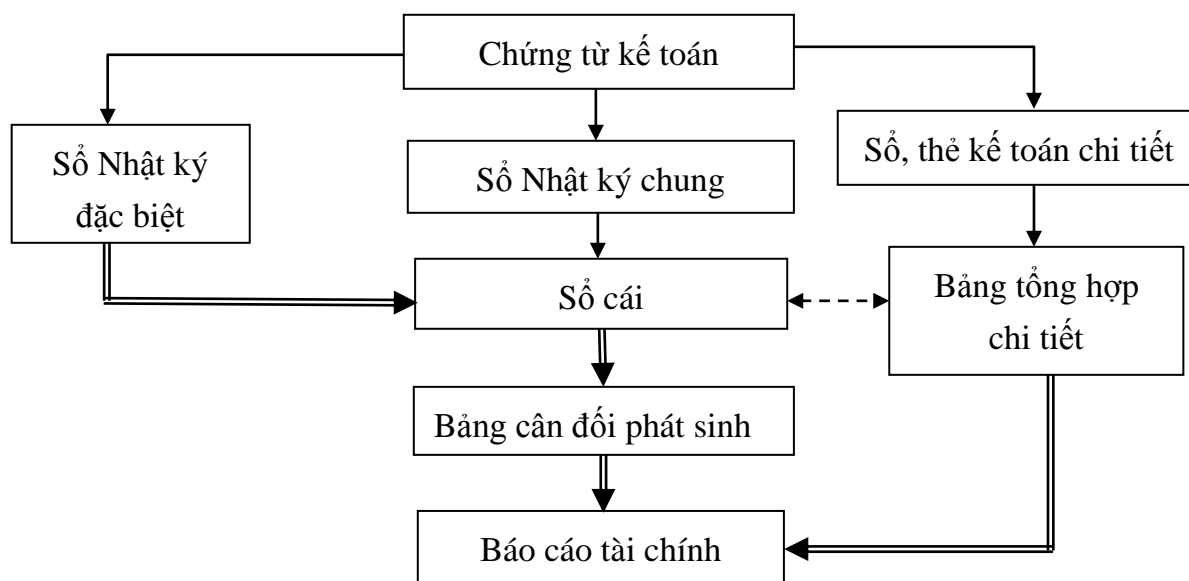 Chứng từ kế toán
Sổ Nhật ký
đặc biệt
Sổ Nhật ký chung
Sổ, thẻ kế toán chi tiết
Sổ cái
Bảng tổng hợp
chi tiết
Bảng cân đối phát sinh
Báo cáo tài chính